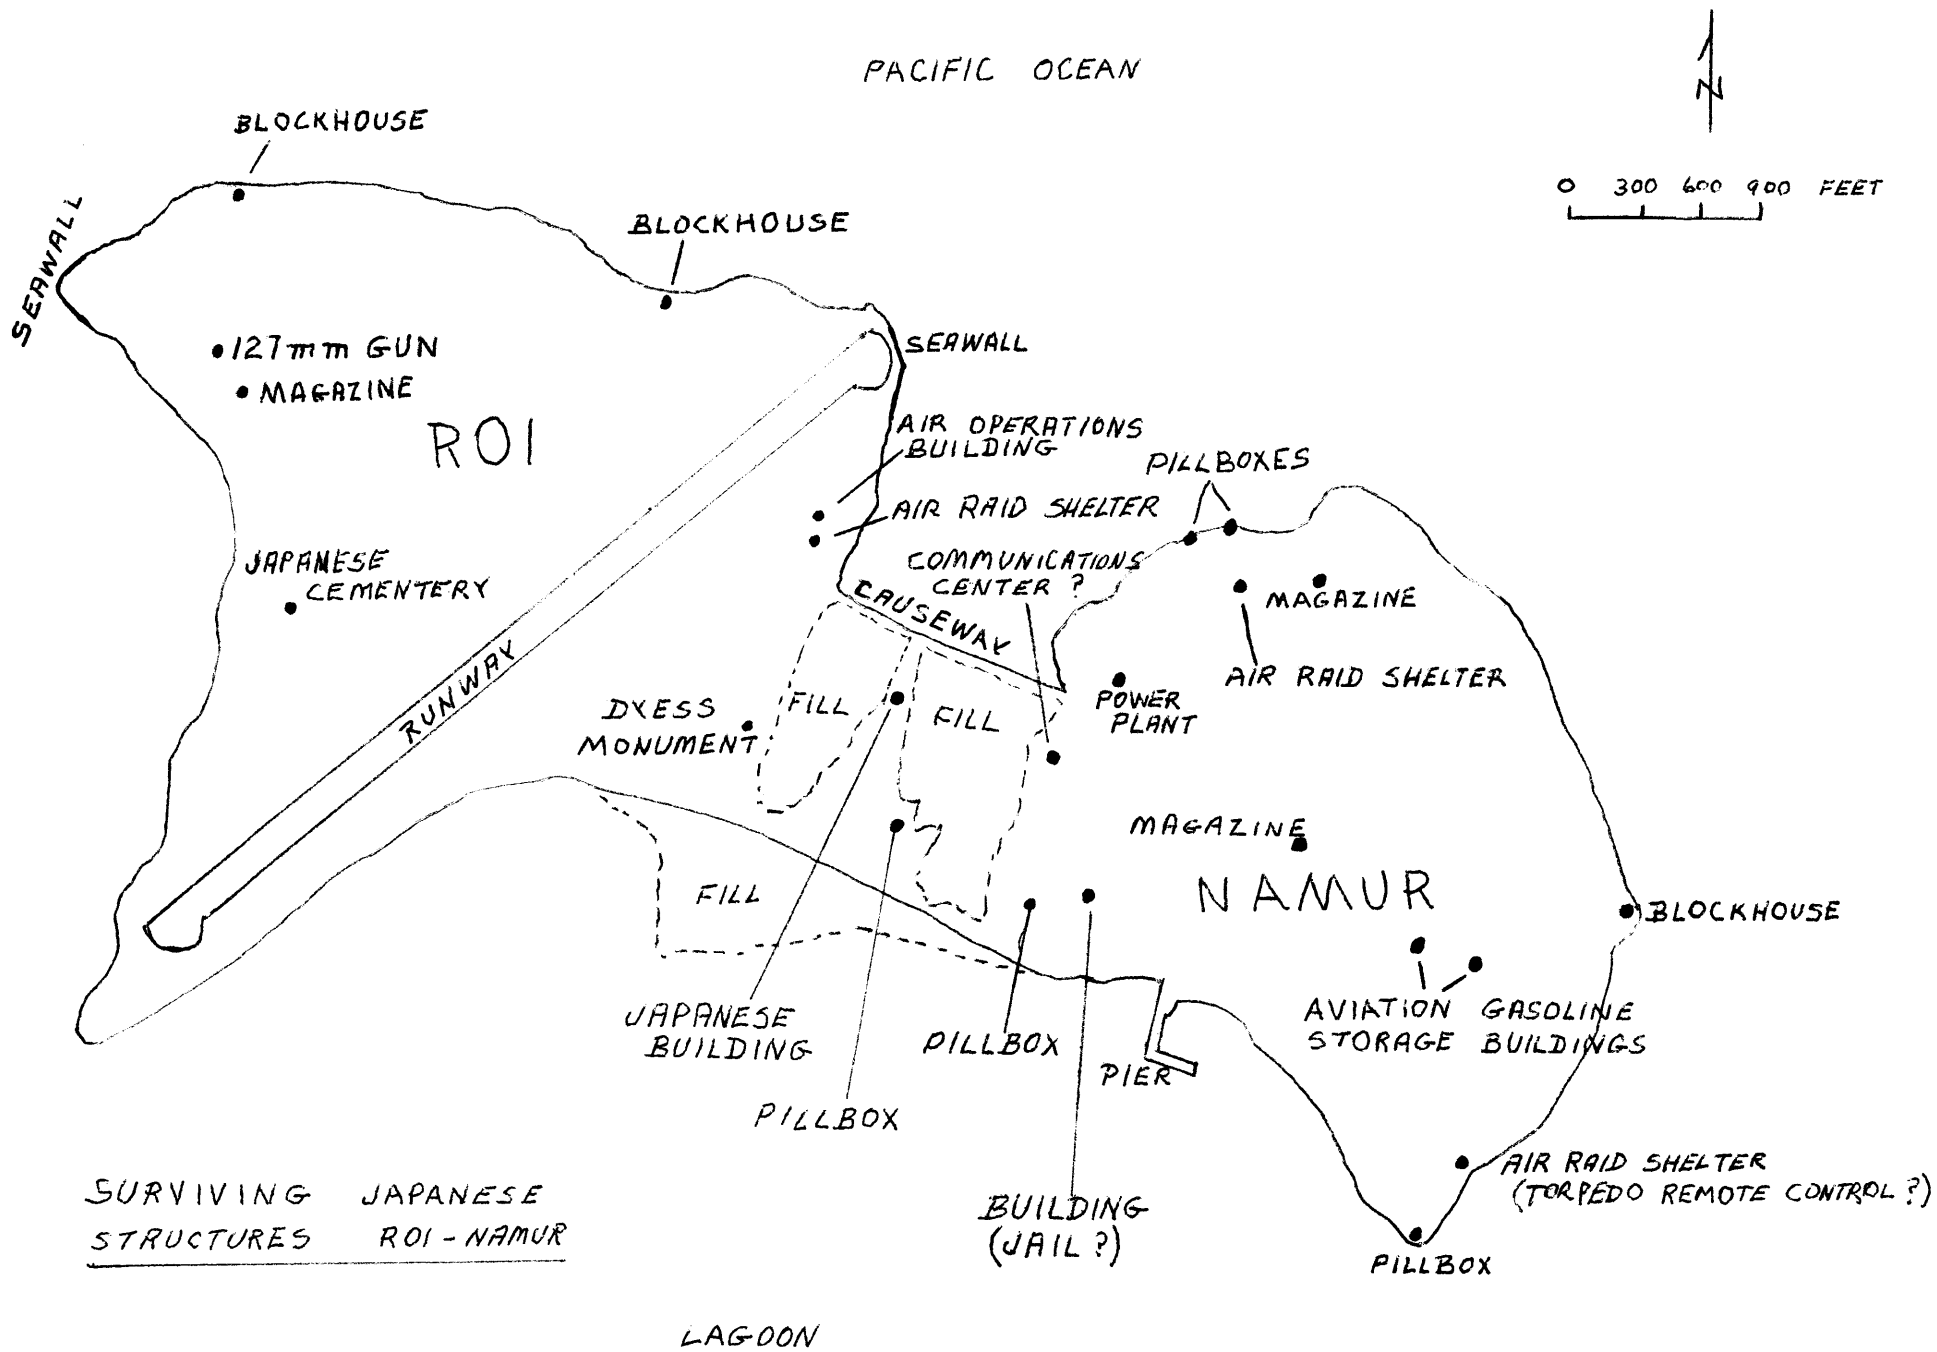 PACIFIC OCEAN
N
BLOCKHOUSE
0 300 600 900 FEET
SEAWALL
BLOCKHOUSE
127mm GUN
SEAWALL
MAGAZINE
ROI
AIR OPERATIONS
BUILDING
PILLBOXES
AIR RAID SHELTER
JAPANESE
CEMENTERY
COMMUNICATIONS
CENTER ?
MAGAZINE
CAUSEWAY
AIR RAID SHELTER
RUNWAY
DYESS
MONUMENT
FILL
FILL
POWER
PLANT
MAGAZINE
NAMUR
FILL
BLOCKHOUSE
AVIATION GASOLINE
STORAGE BUILDINGS
JAPANESE
BUILDING
PILLBOX
PIER
PILLBOX
AIR RAID SHELTER
(TORPEDO REMOTE CONTROL ?)
BUILDING
(JAIL ?)
PILLBOX
SURVIVING JAPANESE
STRUCTURES ROI-NAMUR
LAGOON